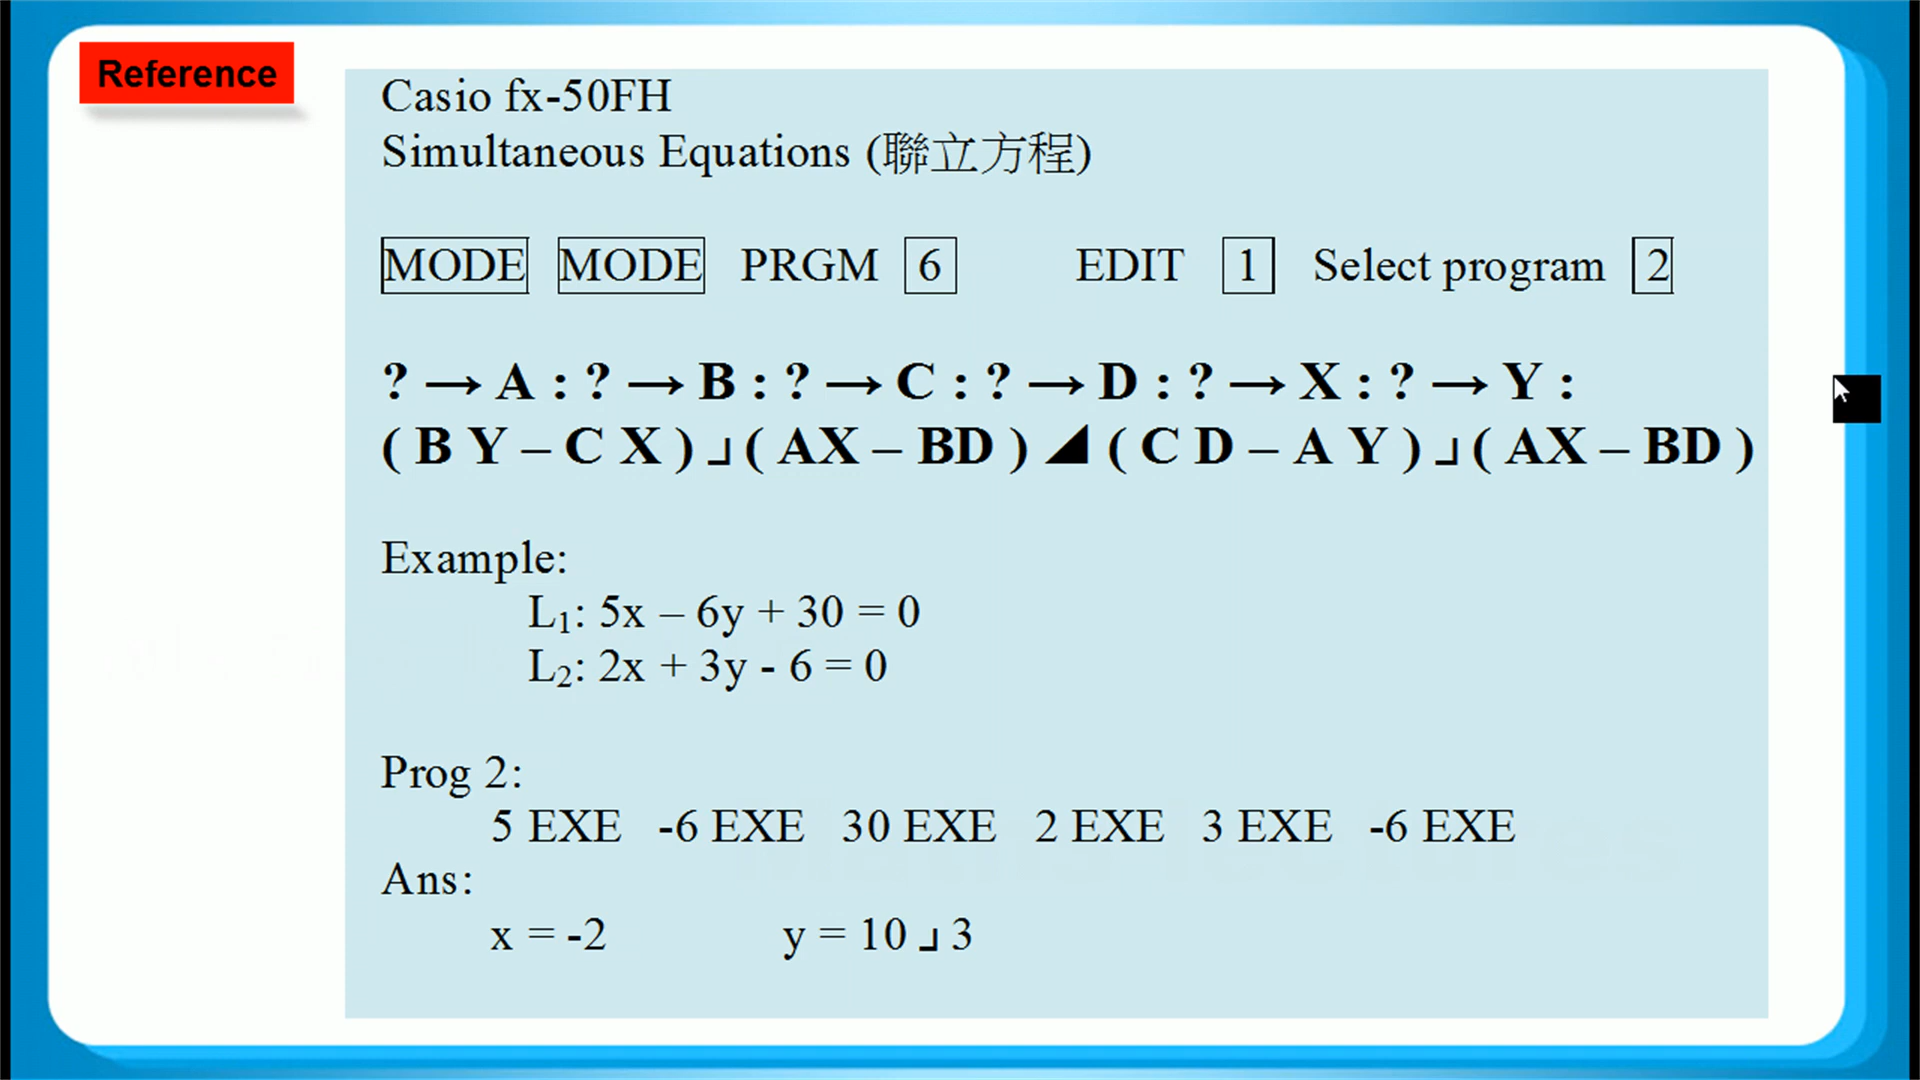 Reference
Casio fx-50FH
Simultaneous Equations (聯立方程)
MODE MODE PRGM 6 EDIT 1 Select program 2
? → A : ? → B : ? → C : ? → D : ? → X : ? → Y :
( B Y – C X ) ┘ ( AX – BD ) ◢ ( C D – A Y ) ┘ ( AX – BD )
Example:
L₁: 5x – 6y + 30 = 0
L₂: 2x + 3y - 6 = 0
Prog 2:
5 EXE -6 EXE 30 EXE 2 EXE 3 EXE -6 EXE
Ans:
x = -2 y = 10 ┘ 3